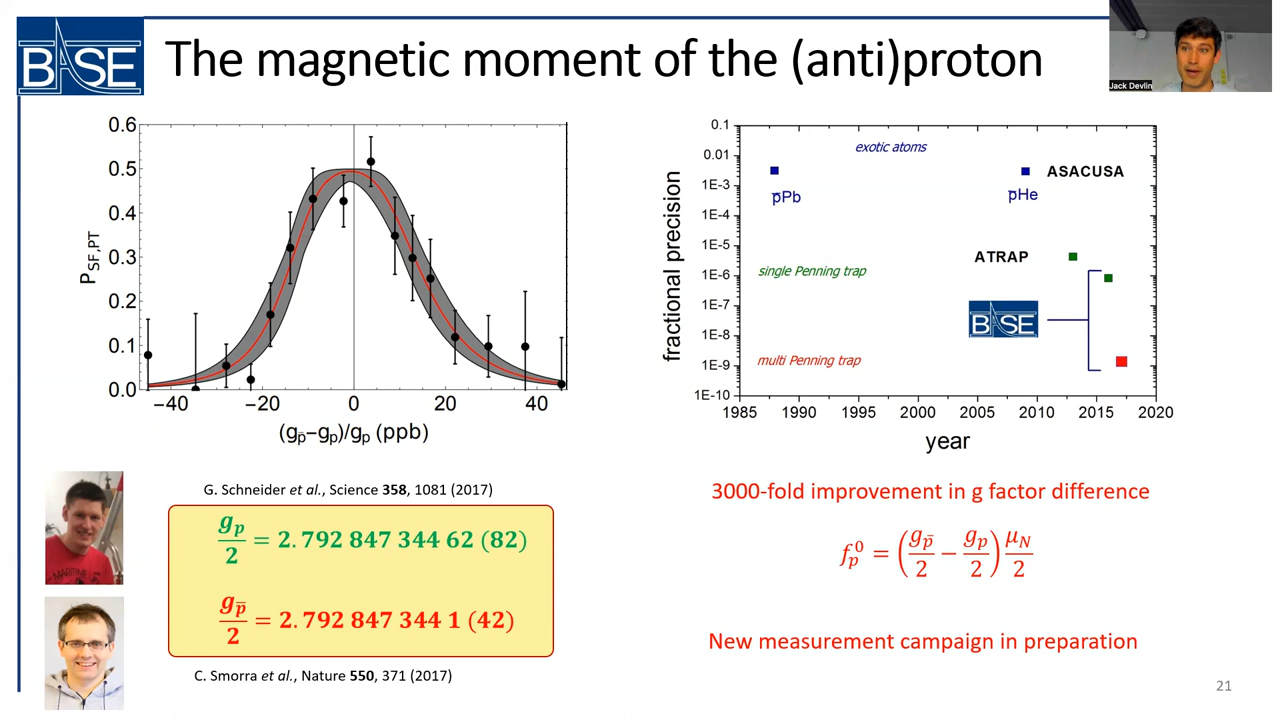 BASE
The magnetic moment of the (anti)proton
Jack Devlin
0.6
0.5
0.4
0.3
0.2
0.1
0.0
P_SF,PT
−40
−20
0
20
40
(g_p̅−g_p)/g_p (ppb)
0.1
0.01
1E-3
1E-4
1E-5
1E-6
1E-7
1E-8
1E-9
1E-10
fractional precision
exotic atoms
p̅Pb
p̅He
ASACUSA
ATRAP
single Penning trap
BASE
multi Penning trap
1985
1990
1995
2000
2005
2010
2015
2020
year
G. Schneider et al., Science 358, 1081 (2017)
g_p/2 = 2.792 847 344 62 (82)
g_p̅/2 = 2.792 847 344 1 (42)
C. Smorra et al., Nature 550, 371 (2017)
3000-fold improvement in g factor difference
f_p^0 = (g_p̅/2 − g_p/2) μ_N/2
New measurement campaign in preparation
21